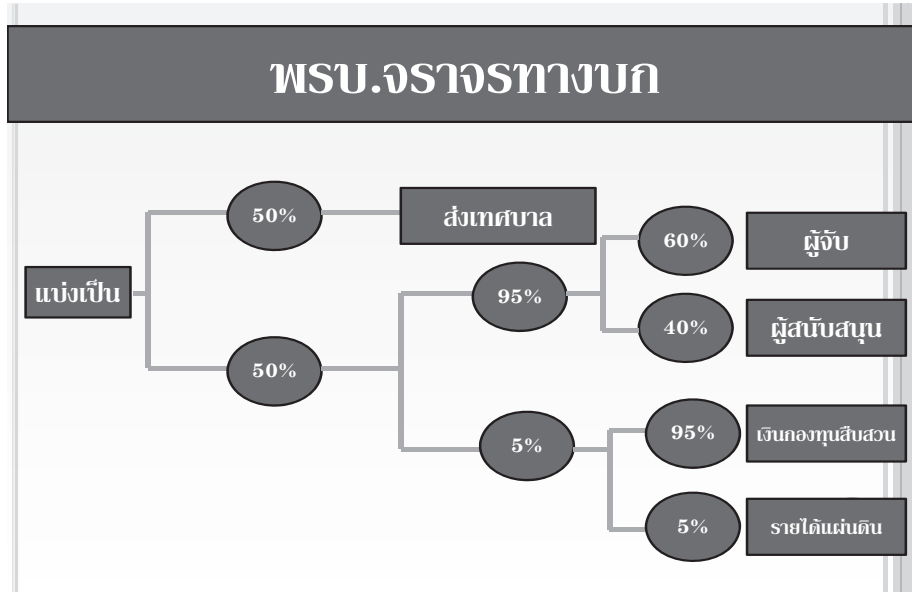 พรบ.จราจรทางบก
50%
ส่งเทศบาล
60%
ผู้จับ
แบ่งเป็น
95%
40%
ผู้สนับสนุน
50%
95%
เงินกองทุนสืบสวน
5%
5%
รายได้แผ่นดิน